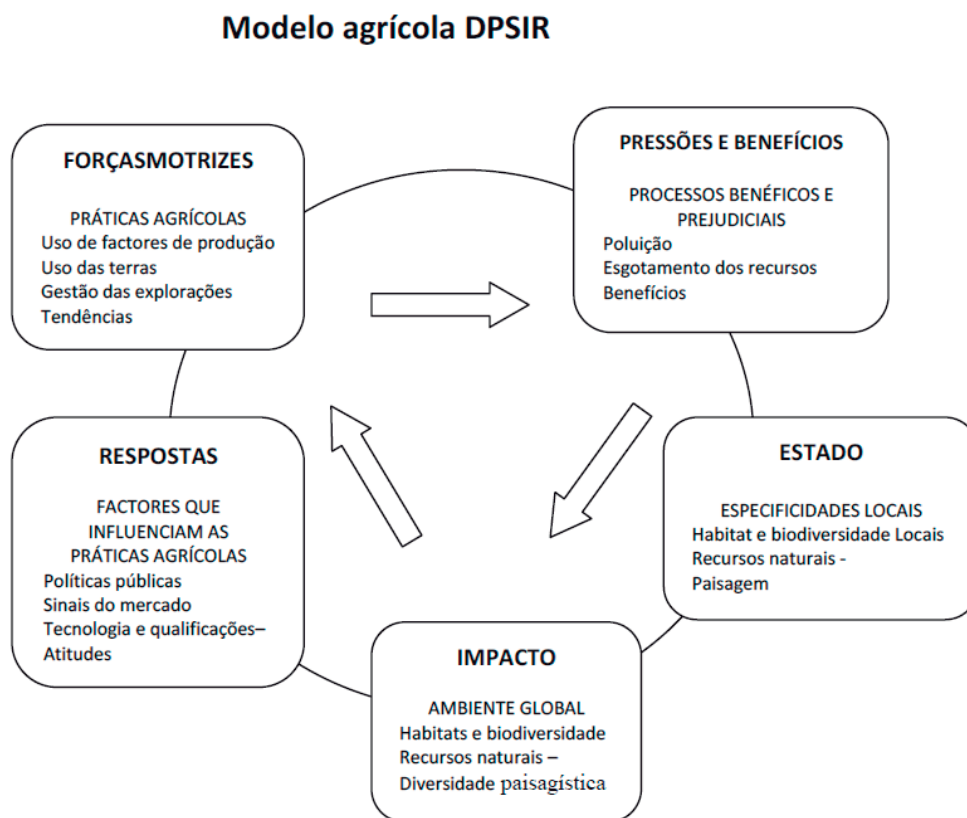 Modelo agrícola DPSIR
FORÇASMOTRIZES
PRÁTICAS AGRÍCOLAS
Uso de factores de produção
Uso das terras
Gestão das explorações
Tendências
PRESSÕES E BENEFÍCIOS
PROCESSOS BENÉFICOS E
PREJUDICIAIS
Poluição
Esgotamento dos recursos
Benefícios
ESTADO
ESPECIFICIDADES LOCAIS
Habitat e biodiversidade Locais
Recursos naturais -
Paisagem
IMPACTO
AMBIENTE GLOBAL
Habitats e biodiversidade
Recursos naturais –
Diversidade paisagística
RESPOSTAS
FACTORES QUE
INFLUENCIAM AS
PRÁTICAS AGRÍCOLAS
Políticas públicas
Sinais do mercado
Tecnologia e qualificações–
Atitudes